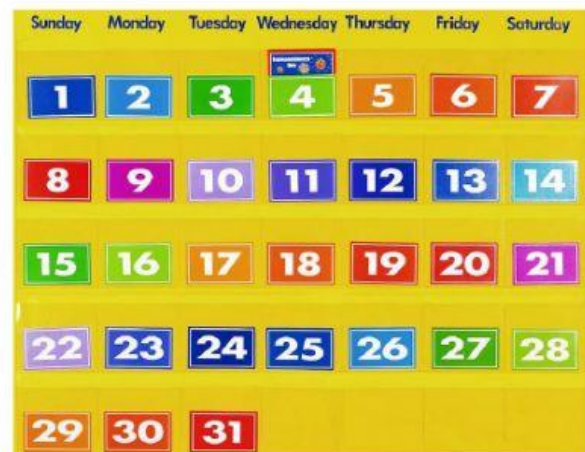 Sunday Monday Tuesday Wednesday Thursday Friday Saturday
Independence
Day
1 2 3 4 5 6 7
8 9 10 11 12 13 14
15 16 17 18 19 20 21
22 23 24 25 26 27 28
29 30 31